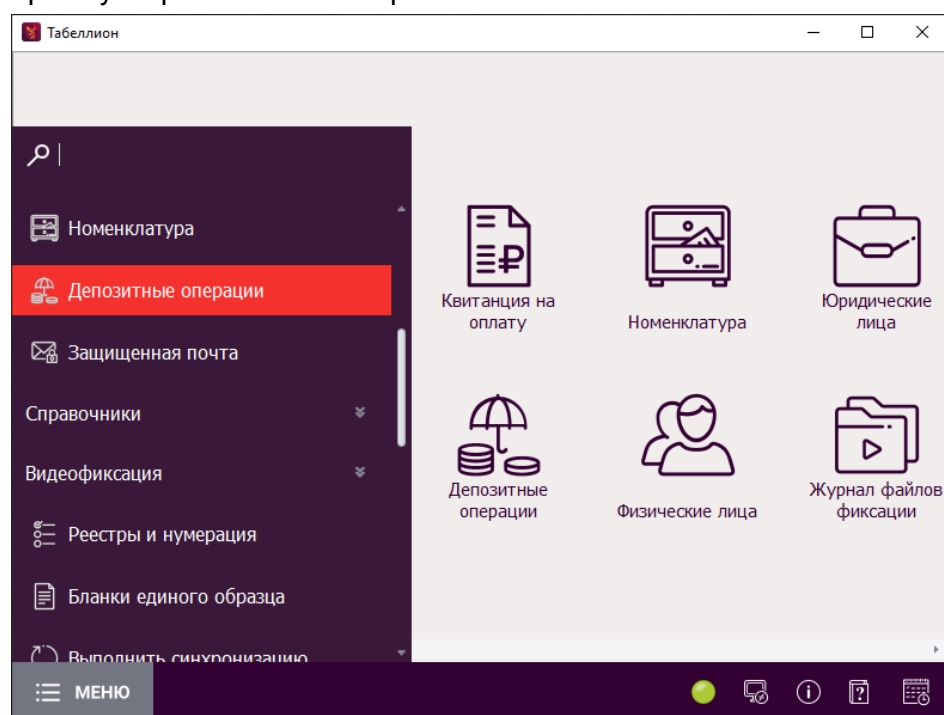 Табеллион
Номенклатура
Депозитные операции
Защищенная почта
Справочники
Видеофиксация
Реестры и нумерация
Бланки единого образца
Выполнить синхронизацию
МЕНЮ
Квитанция на
оплату
Номенклатура
Юридические
лица
Депозитные
операции
Физические лица
Журнал файлов
фиксации